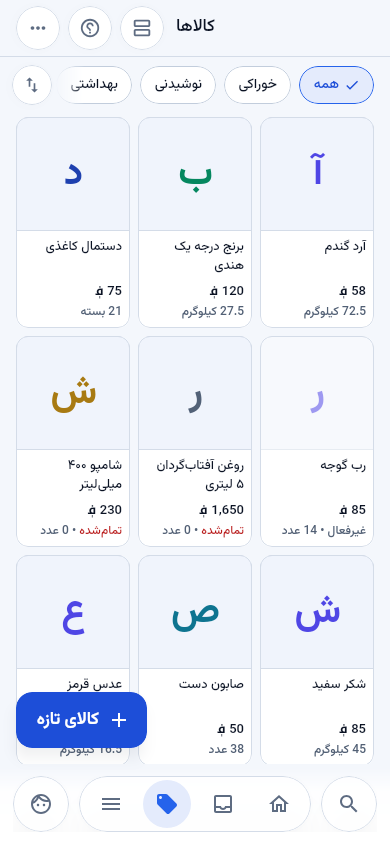 کالاها
همه
خوراکی
نوشیدنی
بهداشتی
آ
ب
د
آرد گندم
58 ؋
72.5 کیلوگرم
برنج درجه یک
هندی
120 ؋
27.5 کیلوگرم
دستمال کاغذی
75 ؋
21 بسته
ر
ر
ش
رب گوجه
85 ؋
غیرفعال • 14 عدد
روغن آفتاب‌گردان
۵ لیتری
1,650 ؋
تمام‌شده • 0 عدد
شامپو ۴۰۰
میلی‌لیتر
230 ؋
تمام‌شده • 0 عدد
ش
ص
ع
شکر سفید
85 ؋
45 کیلوگرم
صابون دست
50 ؋
38 عدد
عدس قرمز
16.5 کیلوگرم
کالای تازه